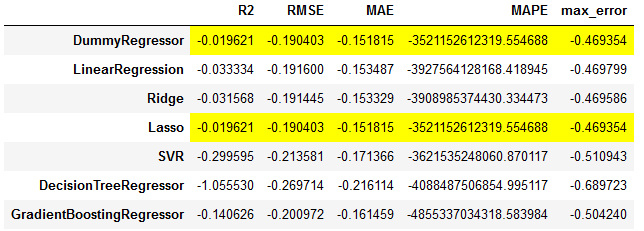 R2 RMSE MAE MAPE max_error
DummyRegressor -0.019621 -0.190403 -0.151815 -3521152612319.554688 -0.469354
LinearRegression -0.033334 -0.191600 -0.153487 -3927564128168.418945 -0.469799
Ridge -0.031568 -0.191445 -0.153329 -3908985374430.334473 -0.469586
Lasso -0.019621 -0.190403 -0.151815 -3521152612319.554688 -0.469354
SVR -0.299595 -0.213581 -0.171366 -3621535248060.870117 -0.510943
DecisionTreeRegressor -1.055530 -0.269714 -0.216114 -4088487506854.995117 -0.689723
GradientBoostingRegressor -0.140626 -0.200972 -0.161459 -4855337034318.583984 -0.504240